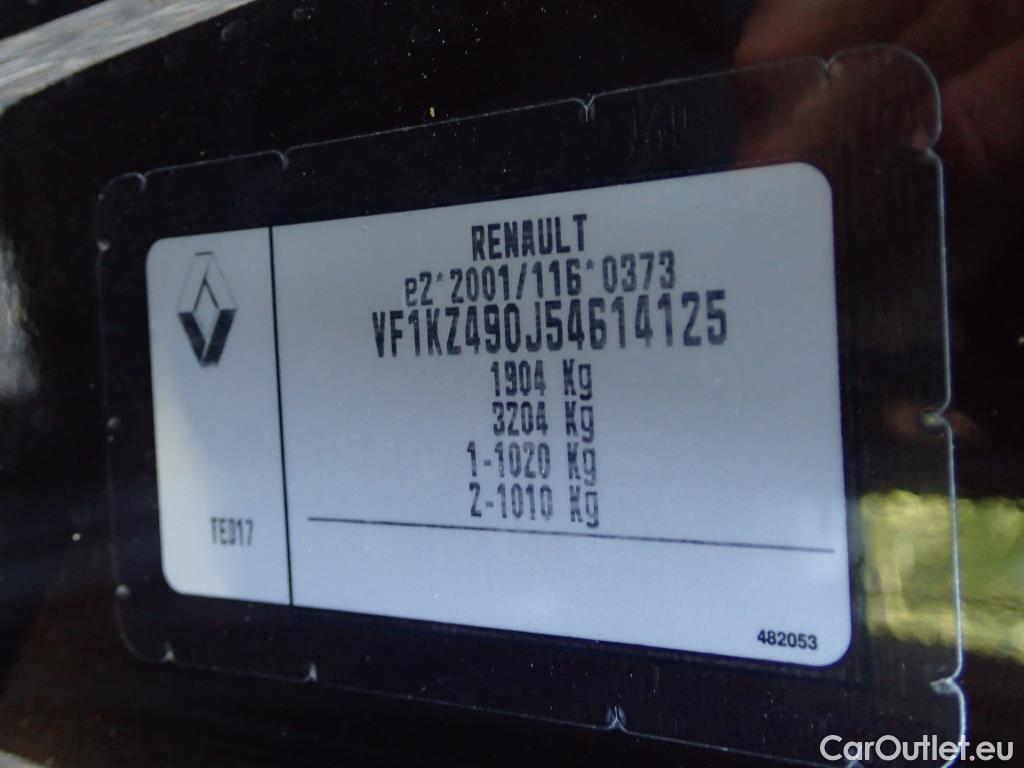 RENAULT
e2*2001/116*0373
VF1KZ490J54614125
1904 Kg
3204 Kg
1-1020 Kg
2-1010 Kg
TED17
482053
CarOutlet.eu